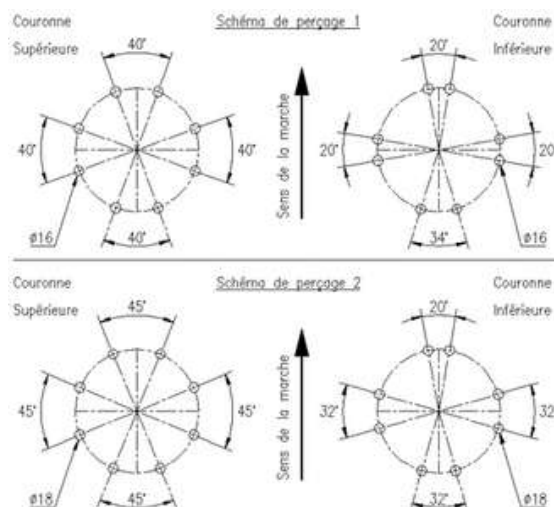 Couronne
Supérieure
Schéma de perçage 1
Couronne
Inférieure
40°
20°
40°
40°
Sens de la marche
20°
20°
ø16
40°
34°
ø16
Couronne
Supérieure
Schéma de perçage 2
Couronne
Inférieure
45°
20°
45°
45°
Sens de la marche
32°
32°
ø18
45°
32°
ø18